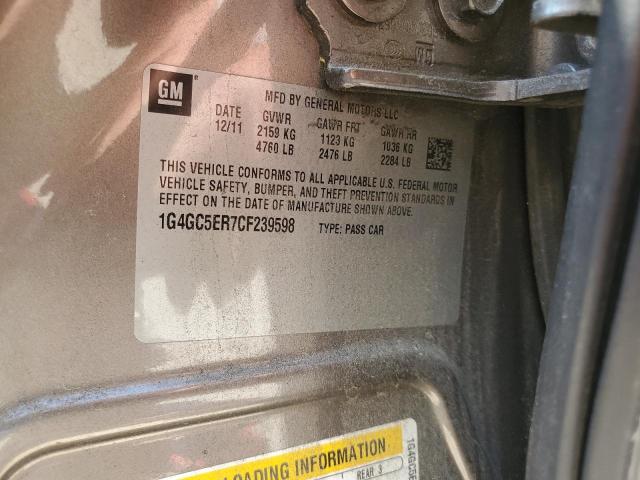 GM
MFD BY GENERAL MOTORS LLC
DATE GVWR GAWR FRT GAWR RR
12/11 2159 KG 1123 KG 1036 KG
4760 LB 2476 LB 2284 LB
THIS VEHICLE CONFORMS TO ALL APPLICABLE U.S. FEDERAL MOTOR
VEHICLE SAFETY, BUMPER, AND THEFT PREVENTION STANDARDS IN
EFFECT ON THE DATE OF MANUFACTURE SHOWN ABOVE.
1G4GC5ER7CF239598 TYPE: PASS CAR
LOADING INFORMATION
REAR 3
1G4GC5E